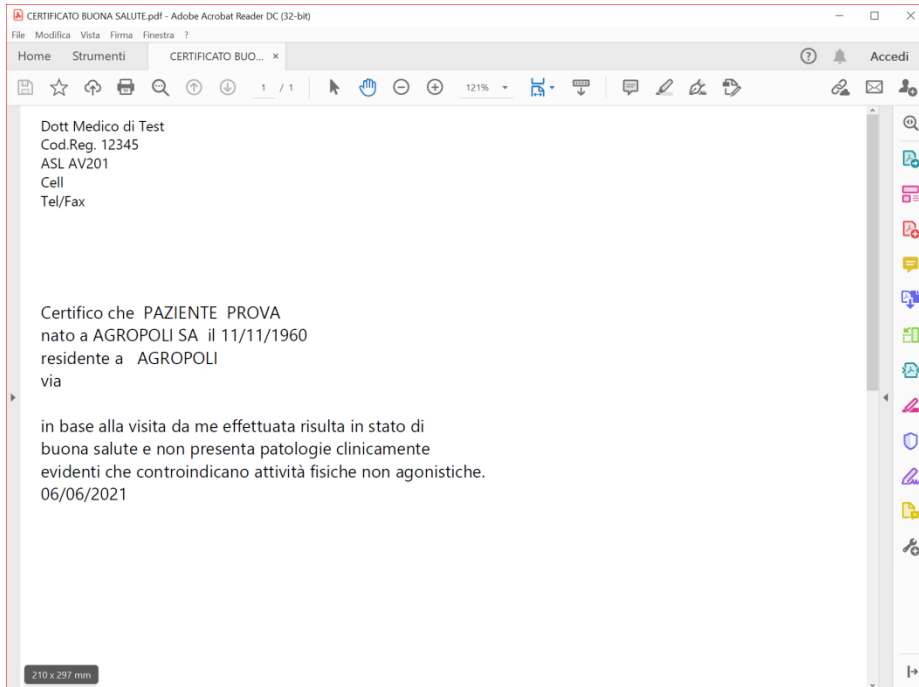 CERTIFICATO BUONA SALUTE.pdf - Adobe Acrobat Reader DC (32-bit)
File Modifica Vista Firma Finestra ?
Home Strumenti CERTIFICATO BUO... × Accedi
1 / 1 121%
Dott Medico di Test
Cod.Reg. 12345
ASL AV201
Cell
Tel/Fax
Certifico che PAZIENTE PROVA
nato a AGROPOLI SA il 11/11/1960
residente a AGROPOLI
via
in base alla visita da me effettuata risulta in stato di
buona salute e non presenta patologie clinicamente
evidenti che controindicano attività fisiche non agonistiche.
06/06/2021
210 x 297 mm